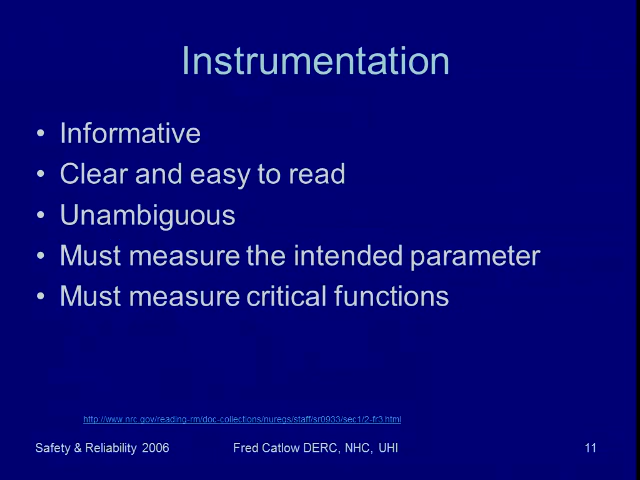 Instrumentation
• Informative
• Clear and easy to read
• Unambiguous
• Must measure the intended parameter
• Must measure critical functions
http://www.nrc.gov/reading-rm/doc-collections/nuregs/staff/sr0933/sec1/2-fr3.html
Safety & Reliability 2006 Fred Catlow DERC, NHC, UHI 11